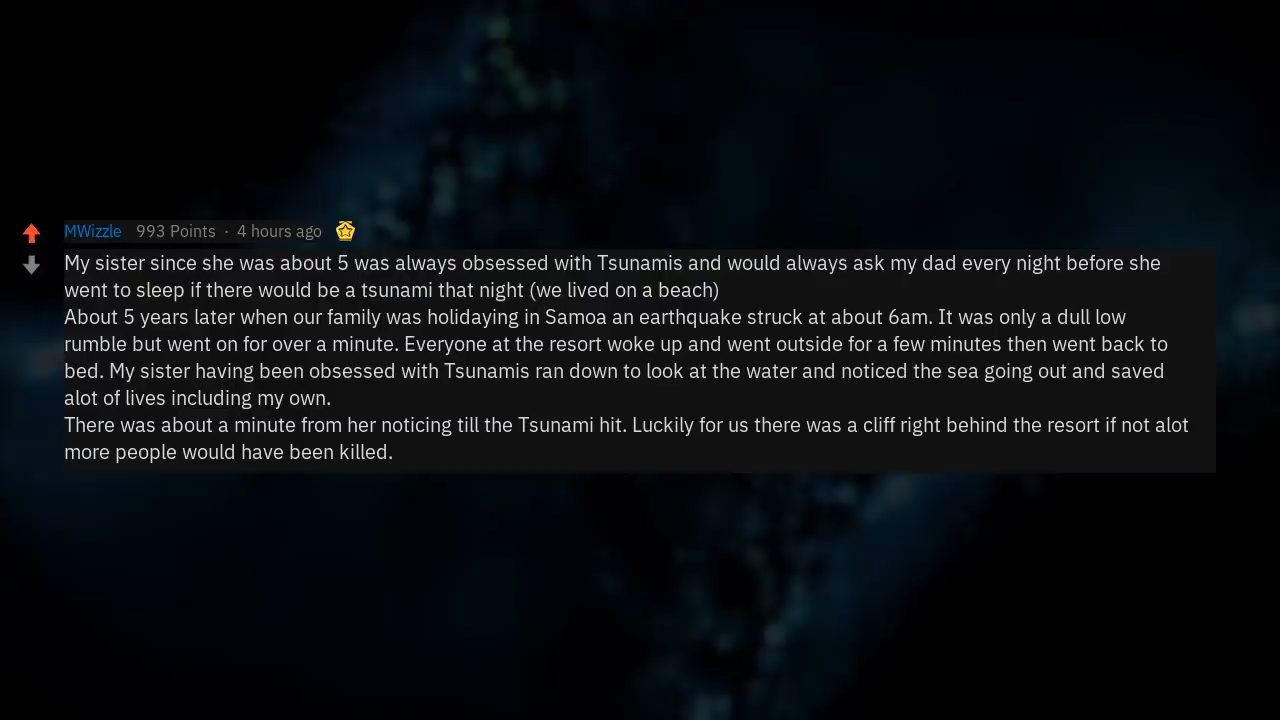 MWizzle 993 Points · 4 hours ago
My sister since she was about 5 was always obsessed with Tsunamis and would always ask my dad every night before she
went to sleep if there would be a tsunami that night (we lived on a beach)
About 5 years later when our family was holidaying in Samoa an earthquake struck at about 6am. It was only a dull low
rumble but went on for over a minute. Everyone at the resort woke up and went outside for a few minutes then went back to
bed. My sister having been obsessed with Tsunamis ran down to look at the water and noticed the sea going out and saved
alot of lives including my own.
There was about a minute from her noticing till the Tsunami hit. Luckily for us there was a cliff right behind the resort if not alot
more people would have been killed.